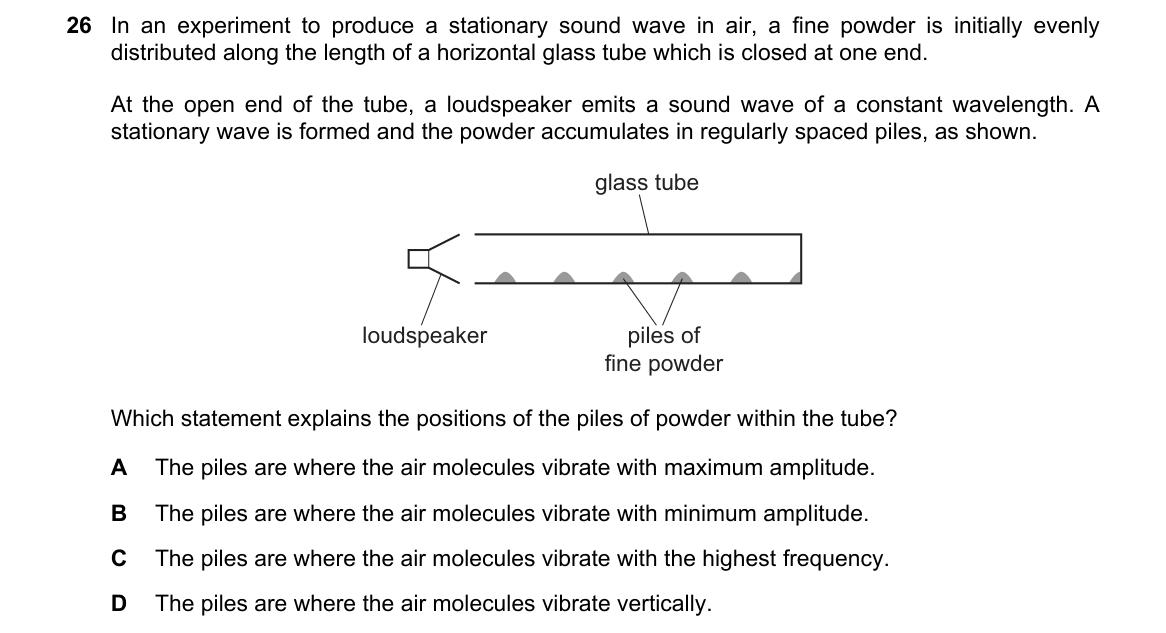 26 In an experiment to produce a stationary sound wave in air, a fine powder is initially evenly
distributed along the length of a horizontal glass tube which is closed at one end.
At the open end of the tube, a loudspeaker emits a sound wave of a constant wavelength. A
stationary wave is formed and the powder accumulates in regularly spaced piles, as shown.
glass tube
loudspeaker
piles of
fine powder
Which statement explains the positions of the piles of powder within the tube?
A The piles are where the air molecules vibrate with maximum amplitude.
B The piles are where the air molecules vibrate with minimum amplitude.
C The piles are where the air molecules vibrate with the highest frequency.
D The piles are where the air molecules vibrate vertically.